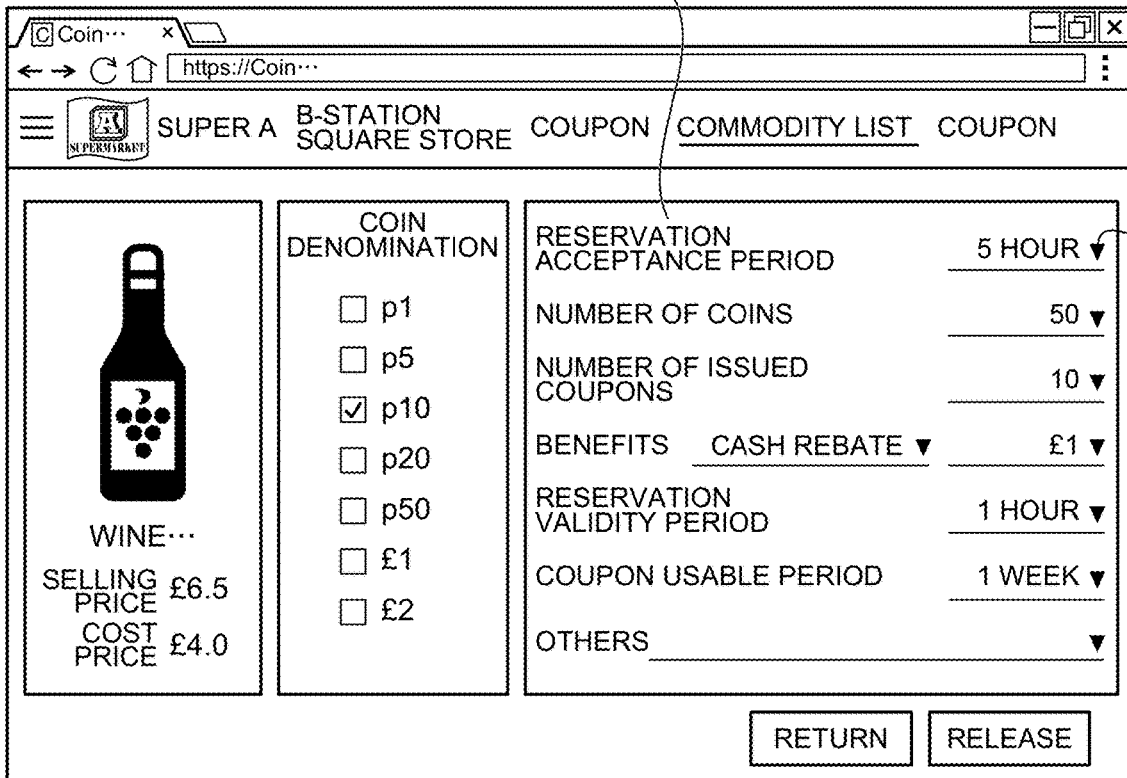 C Coin… ×
https://Coin…
A SUPERMARKET
SUPER A
B-STATION
SQUARE STORE
COUPON
COMMODITY LIST
COUPON
WINE…
SELLING PRICE £6.5
COST PRICE £4.0
COIN
DENOMINATION
p1
p5
p10
p20
p50
£1
£2
RESERVATION
ACCEPTANCE PERIOD 5 HOUR ▼
NUMBER OF COINS 50 ▼
NUMBER OF ISSUED
COUPONS 10 ▼
BENEFITS CASH REBATE ▼ £1 ▼
RESERVATION
VALIDITY PERIOD 1 HOUR ▼
COUPON USABLE PERIOD 1 WEEK ▼
OTHERS ▼
RETURN
RELEASE